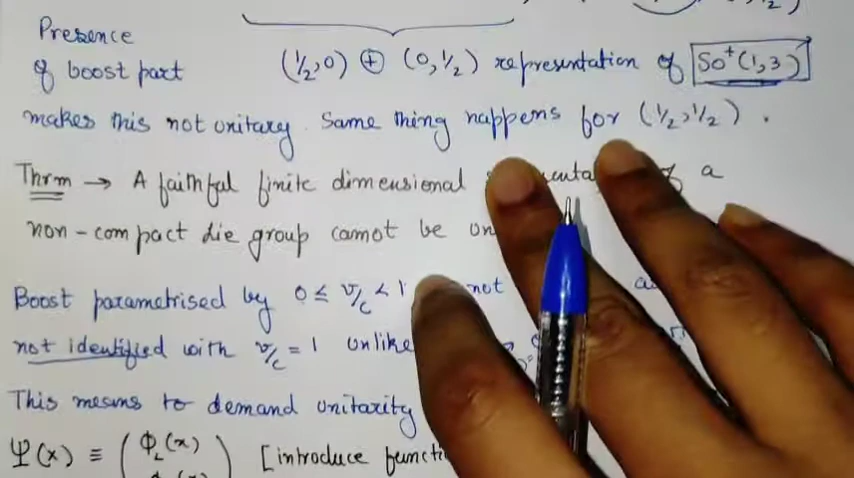 Presence
of boost part (½,0) ⊕ (0,½) representation of SO⁺(1,3)
makes this not unitary. Same thing happens for (½,½).
Thrm → A faithful finite dimensional of a
non-compact Lie group cannot be
Boost parametrised by 0 ≤ v/c < 1 not
not identified with v/c = 1 unlike
This means to demand unitarity
Ψ(x) ≡ ( Φ_L(x) ) [introduce